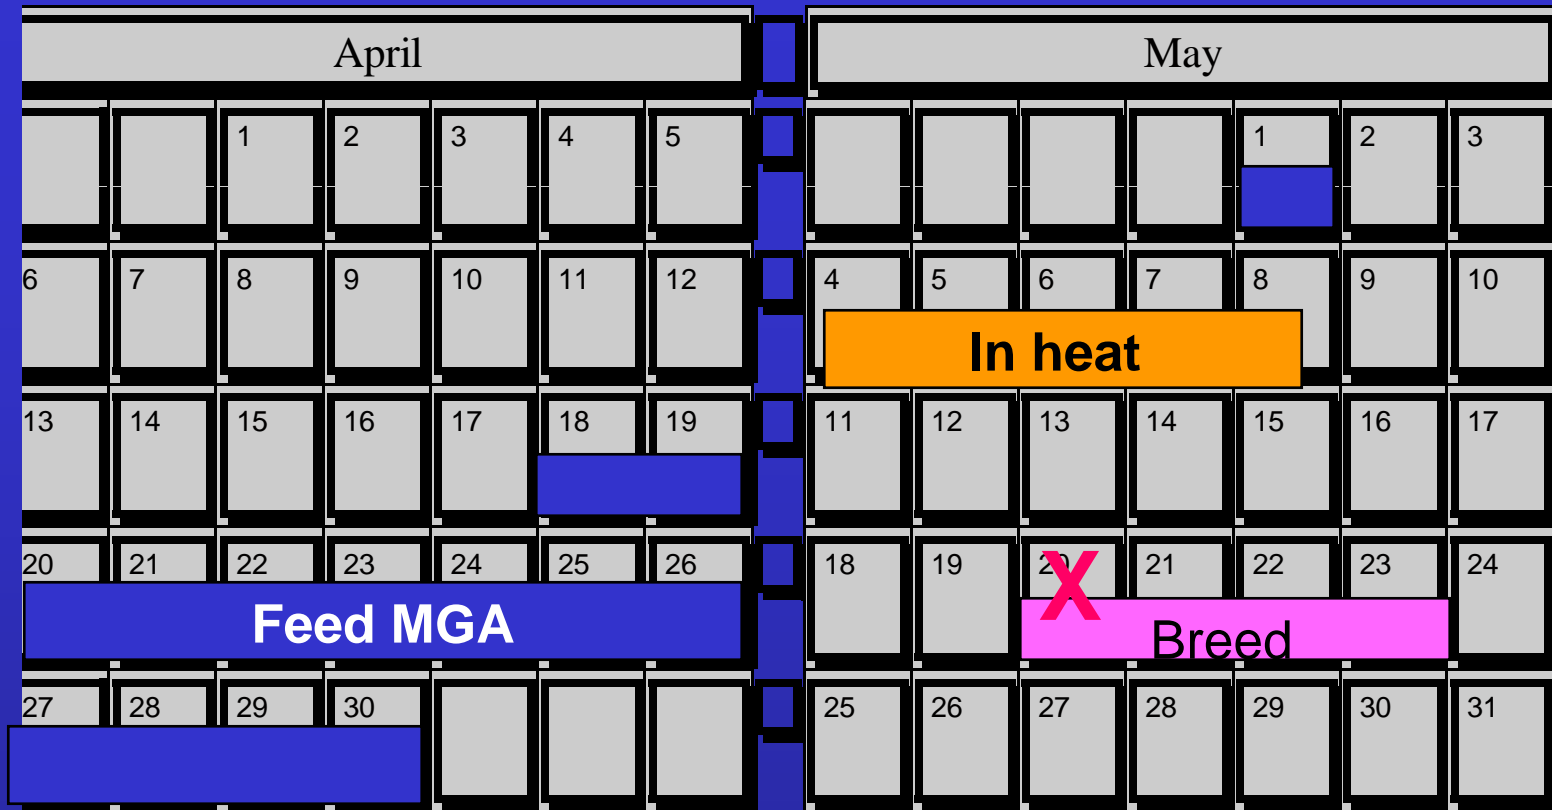 April
1 2 3 4 5
6 7 8 9 10 11 12
13 14 15 16 17 18 19
20 21 22 23 24 25 26
Feed MGA
27 28 29 30
May
1 2 3
4 5 6 7 8 9 10
In heat
11 12 13 14 15 16 17
18 19 20 21 22 23 24
X
Breed
25 26 27 28 29 30 31